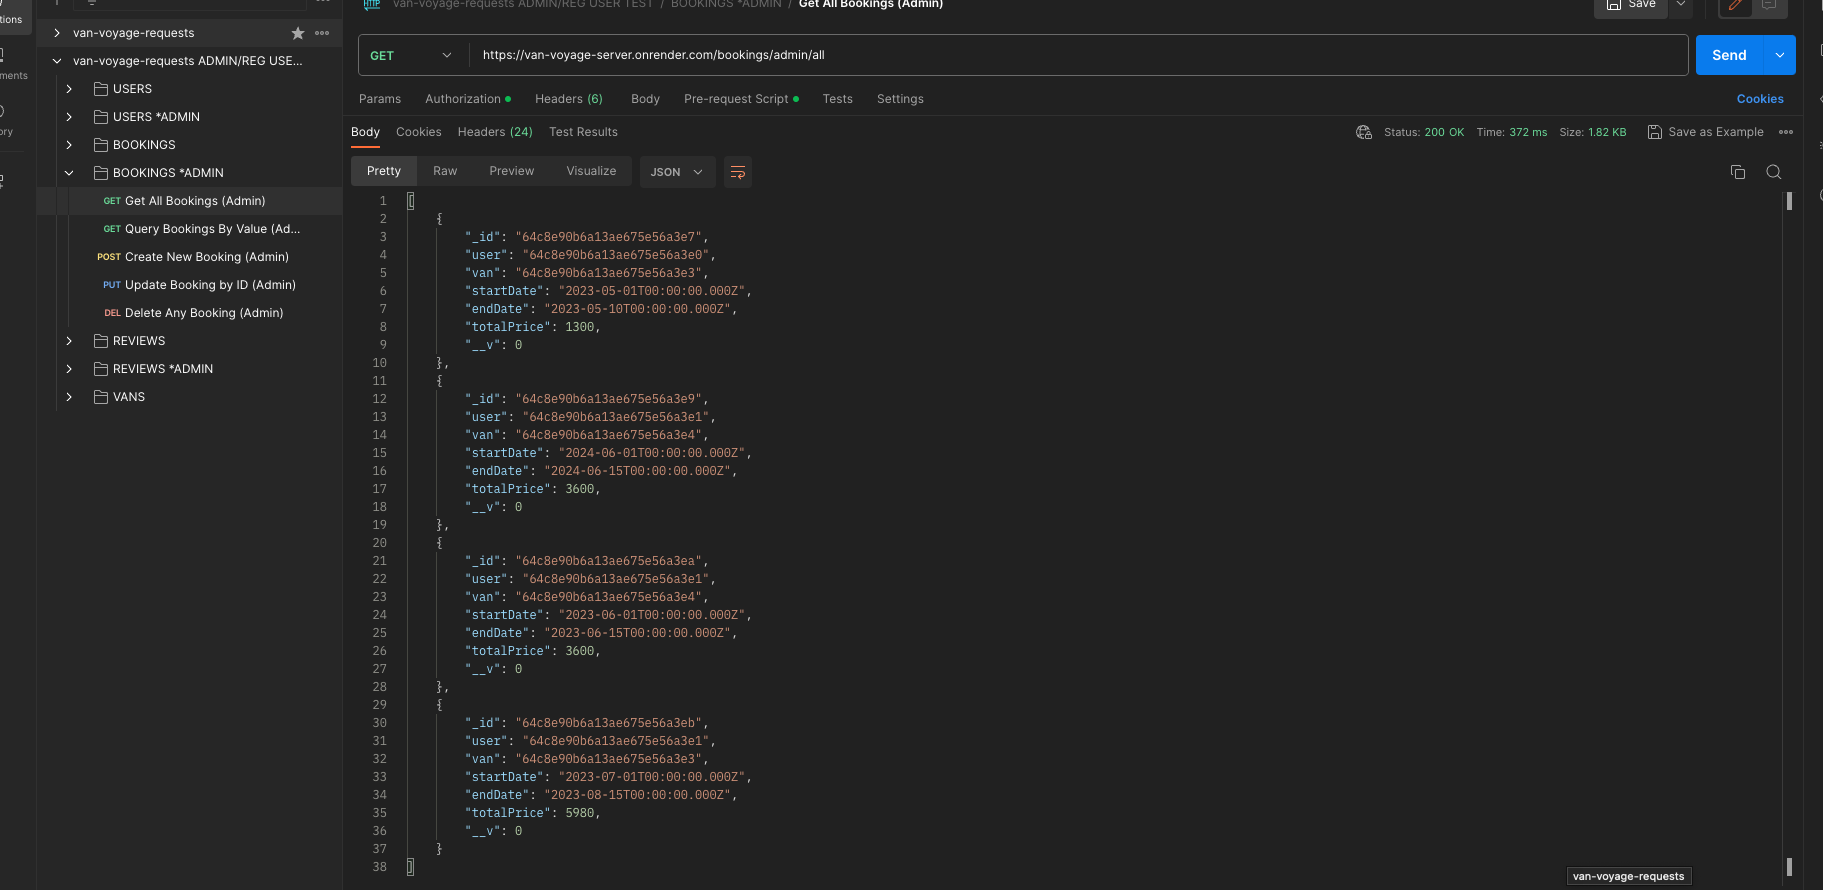 van-voyage-requests ADMIN/REG USER TEST / BOOKINGS *ADMIN / Get All Bookings (Admin)
Save
van-voyage-requests
van-voyage-requests ADMIN/REG USE...
USERS
USERS *ADMIN
BOOKINGS
BOOKINGS *ADMIN
GET Get All Bookings (Admin)
GET Query Bookings By Value (Ad...
POST Create New Booking (Admin)
PUT Update Booking by ID (Admin)
DEL Delete Any Booking (Admin)
REVIEWS
REVIEWS *ADMIN
VANS
GET https://van-voyage-server.onrender.com/bookings/admin/all Send
Params Authorization Headers (6) Body Pre-request Script Tests Settings Cookies
Body Cookies Headers (24) Test Results Status: 200 OK Time: 372 ms Size: 1.82 KB Save as Example
Pretty Raw Preview Visualize JSON
1 [
2 {
3 "_id": "64c8e90b6a13ae675e56a3e7",
4 "user": "64c8e90b6a13ae675e56a3e0",
5 "van": "64c8e90b6a13ae675e56a3e3",
6 "startDate": "2023-05-01T00:00:00.000Z",
7 "endDate": "2023-05-10T00:00:00.000Z",
8 "totalPrice": 1300,
9 "__v": 0
10 },
11 {
12 "_id": "64c8e90b6a13ae675e56a3e9",
13 "user": "64c8e90b6a13ae675e56a3e1",
14 "van": "64c8e90b6a13ae675e56a3e4",
15 "startDate": "2024-06-01T00:00:00.000Z",
16 "endDate": "2024-06-15T00:00:00.000Z",
17 "totalPrice": 3600,
18 "__v": 0
19 },
20 {
21 "_id": "64c8e90b6a13ae675e56a3ea",
22 "user": "64c8e90b6a13ae675e56a3e1",
23 "van": "64c8e90b6a13ae675e56a3e4",
24 "startDate": "2023-06-01T00:00:00.000Z",
25 "endDate": "2023-06-15T00:00:00.000Z",
26 "totalPrice": 3600,
27 "__v": 0
28 },
29 {
30 "_id": "64c8e90b6a13ae675e56a3eb",
31 "user": "64c8e90b6a13ae675e56a3e1",
32 "van": "64c8e90b6a13ae675e56a3e3",
33 "startDate": "2023-07-01T00:00:00.000Z",
34 "endDate": "2023-08-15T00:00:00.000Z",
35 "totalPrice": 5980,
36 "__v": 0
37 }
38 ]
van-voyage-requests